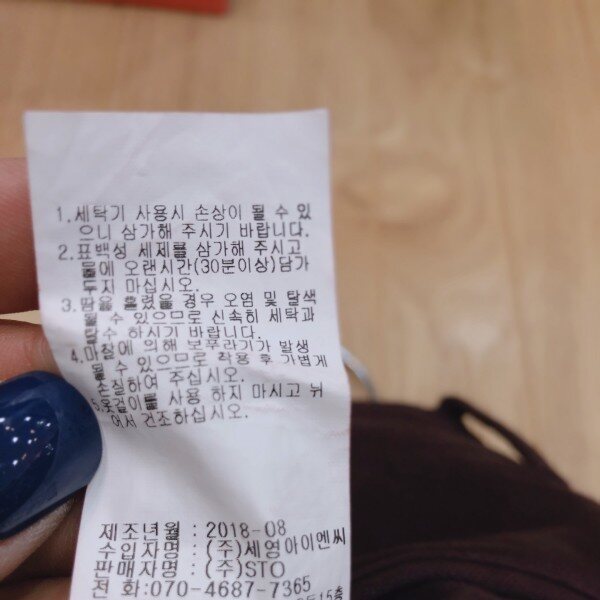 1.세탁기 사용시 손상이 될 수 있
으니 삼가해 주시기 바랍니다.
2.표백성 세제를 삼가해 주시고
물에 오랜시간(30분이상)담가
두지 마십시오.
3.땀을 흘렸을 경우 오염 및 탈색
될 수 있으므로 신속히 세탁과
탈수 하시기 바랍니다.
4.마찰에 의해 보푸라기가 발생
될 수 있으므로 착용 후 가볍게
손질하여 주십시오.
5.옷걸이를 사용 하지 마시고 뉘
어서 건조하십시오.
제조년월 : 2018-08
수입자명 : (주)세영아이엔씨
판매자명 : (주)STO
전 화:070-4687-7365
15층